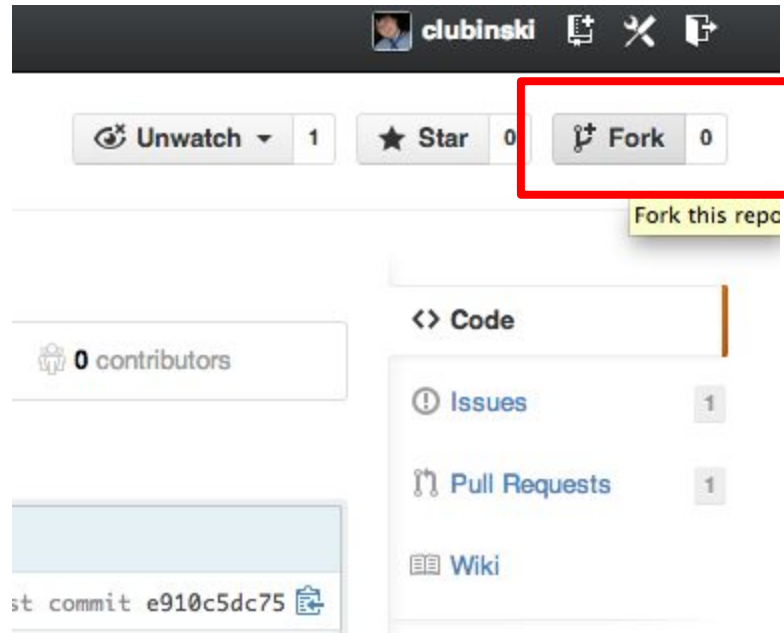 clubinski
Unwatch 1 Star 0 Fork 0
Fork this repo
<> Code
0 contributors
Issues 1
Pull Requests 1
Wiki
st commit e910c5dc75